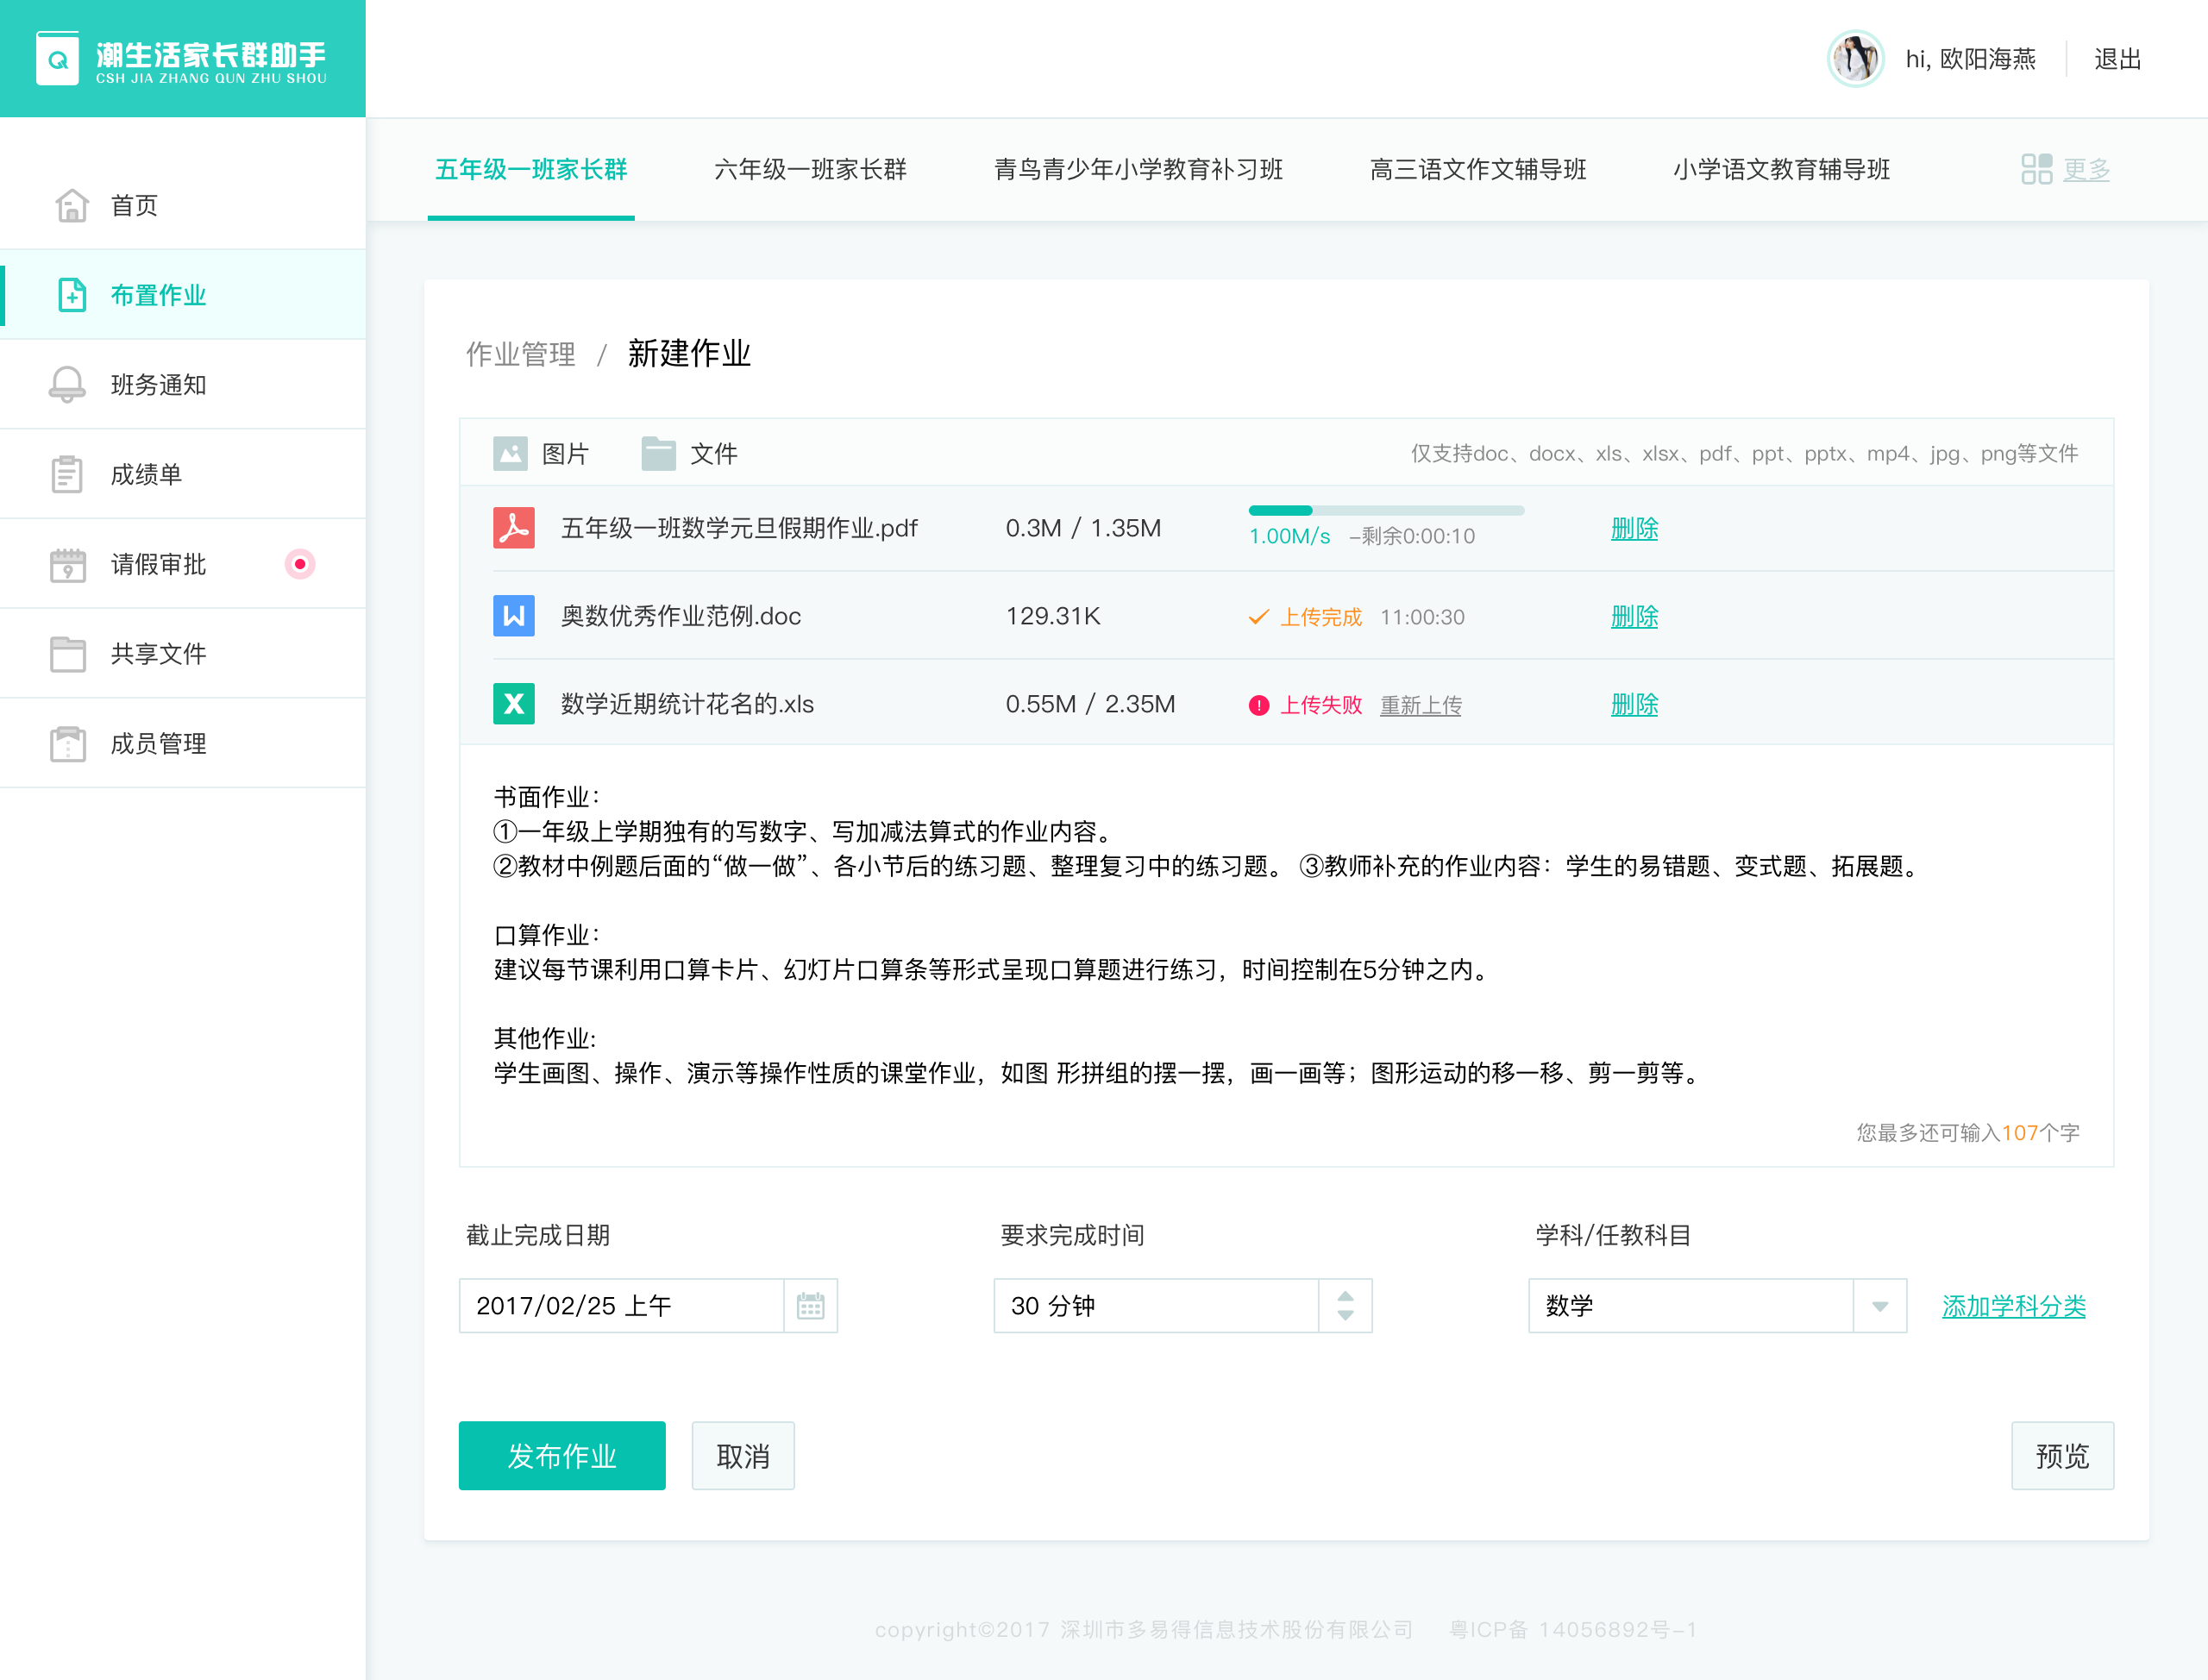 潮生活家长群助手
CSH JIA ZHANG QUN ZHU SHOU
hi, 欧阳海燕
退出
首页
布置作业
班务通知
成绩单
请假审批
共享文件
成员管理
五年级一班家长群
六年级一班家长群
青鸟青少年小学教育补习班
高三语文作文辅导班
小学语文教育辅导班
更多
作业管理 / 新建作业
图片
文件
仅支持doc、docx、xls、xlsx、pdf、ppt、pptx、mp4、jpg、png等文件
五年级一班数学元旦假期作业.pdf
0.3M / 1.35M
1.00M/s –剩余0:00:10
删除
奥数优秀作业范例.doc
129.31K
上传完成 11:00:30
删除
数学近期统计花名的.xls
0.55M / 2.35M
上传失败 重新上传
删除
书面作业：
①一年级上学期独有的写数字、写加减法算式的作业内容。
②教材中例题后面的“做一做”、各小节后的练习题、整理复习中的练习题。 ③教师补充的作业内容：学生的易错题、变式题、拓展题。
口算作业：
建议每节课利用口算卡片、幻灯片口算条等形式呈现口算题进行练习，时间控制在5分钟之内。
其他作业:
学生画图、操作、演示等操作性质的课堂作业，如图 形拼组的摆一摆，画一画等；图形运动的移一移、剪一剪等。
您最多还可输入107个字
截止完成日期
要求完成时间
学科/任教科目
2017/02/25 上午
30 分钟
数学
添加学科分类
发布作业
取消
预览
copyright©2017 深圳市多易得信息技术股份有限公司 粤ICP备 14056892号–1